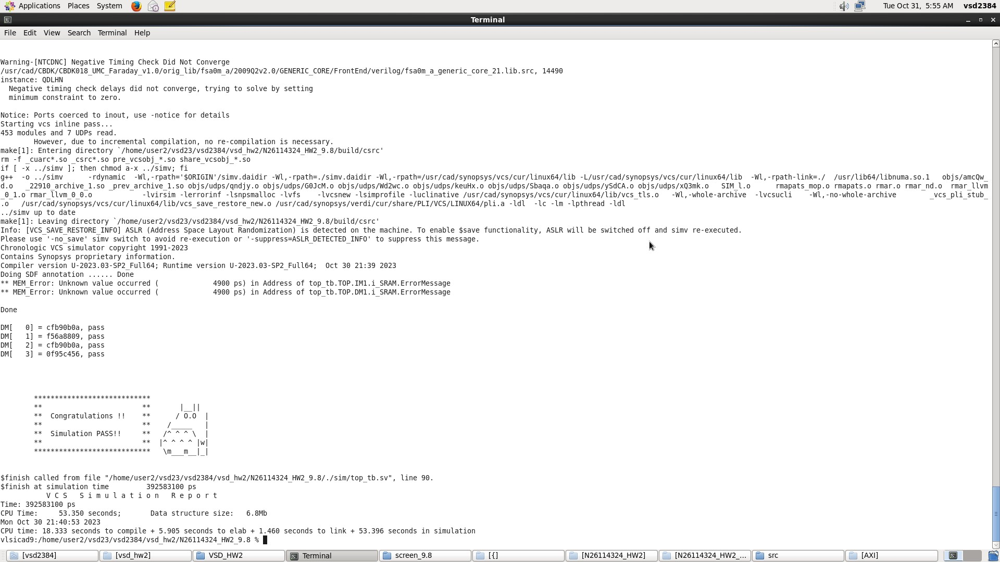 Applications Places System Tue Oct 31, 5:55 AM vsd2384
Terminal
File Edit View Search Terminal Help
Warning-[NTCDNC] Negative Timing Check Did Not Converge
/usr/cad/CBDK/CBDK018_UMC_Faraday_v1.0/orig_lib/fsa0m_a/2009Q2v2.0/GENERIC_CORE/FrontEnd/verilog/fsa0m_a_generic_core_21.lib.src, 14490
instance: QDLHN
  Negative timing check delays did not converge, trying to solve by setting
  minimum constraint to zero.
Notice: Ports coerced to inout, use -notice for details
Starting vcs inline pass...
453 modules and 7 UDPs read.
        However, due to incremental compilation, no re-compilation is necessary.
make[1]: Entering directory `/home/user2/vsd23/vsd2384/vsd_hw2/N26114324_HW2_9.8/build/csrc'
rm -f _cuarc*.so _csrc*.so pre_vcsobj_*.so share_vcsobj_*.so
if [ -x ../simv ]; then chmod a-x ../simv; fi
g++  -o ../simv      -rdynamic  -Wl,-rpath='$ORIGIN'/simv.daidir -Wl,-rpath=./simv.daidir -Wl,-rpath=/usr/cad/synopsys/vcs/cur/linux64/lib -L/usr/cad/synopsys/vcs/cur/linux64/lib  -Wl,-rpath-link=./  /usr/lib64/libnuma.so.1   objs/amcQw_
d.o   _22910_archive_1.so _prev_archive_1.so objs/udps/qndjy.o objs/udps/G0JcM.o objs/udps/Wd2wc.o objs/udps/keuHx.o objs/udps/Sbaqa.o objs/udps/ySdCA.o objs/udps/xQ3mk.o   SIM_l.o      rmapats_mop.o rmapats.o rmar.o rmar_nd.o  rmar_llvm
_0_1.o rmar_llvm_0_0.o            -lvirsim -lerrorinf -lsnpsmalloc -lvfs    -lvcsnew -lsimprofile -luclinative /usr/cad/synopsys/vcs/cur/linux64/lib/vcs_tls.o   -Wl,-whole-archive  -lvcsucli    -Wl,-no-whole-archive        _vcs_pli_stub_
.o   /usr/cad/synopsys/vcs/cur/linux64/lib/vcs_save_restore_new.o /usr/cad/synopsys/verdi/cur/share/PLI/VCS/LINUX64/pli.a -ldl  -lc -lm -lpthread -ldl
../simv up to date
make[1]: Leaving directory `/home/user2/vsd23/vsd2384/vsd_hw2/N26114324_HW2_9.8/build/csrc'
Info: [VCS_SAVE_RESTORE_INFO] ASLR (Address Space Layout Randomization) is detected on the machine. To enable $save functionality, ASLR will be switched off and simv re-executed.
Please use '-no_save' simv switch to avoid re-execution or '-suppress=ASLR_DETECTED_INFO' to suppress this message.
Chronologic VCS simulator copyright 1991-2023
Contains Synopsys proprietary information.
Compiler version U-2023.03-SP2_Full64; Runtime version U-2023.03-SP2_Full64;  Oct 30 21:39 2023
Doing SDF annotation ...... Done
** MEM_Error: Unknown value occurred (             4900 ps) in Address of top_tb.TOP.IM1.i_SRAM.ErrorMessage
** MEM_Error: Unknown value occurred (             4900 ps) in Address of top_tb.TOP.DM1.i_SRAM.ErrorMessage
Done
DM[   0] = cfb90b0a, pass
DM[   1] = f56a8809, pass
DM[   2] = cfb90b0a, pass
DM[   3] = 0f95c456, pass
        ****************************
        **                        **       |__||
        **  Congratulations !!    **      / O.O  |
        **                        **    /_____   |
        **  Simulation PASS!!     **   /^ ^ ^ \  |
        **                        **  |^ ^ ^ ^ |w|
        ****************************   \m___m__|_|
$finish called from file "/home/user2/vsd23/vsd2384/vsd_hw2/N26114324_HW2_9.8/./sim/top_tb.sv", line 90.
$finish at simulation time         392583100 ps
           V C S   S i m u l a t i o n   R e p o r t
Time: 392583100 ps
CPU Time:     53.350 seconds;       Data structure size:   6.8Mb
Mon Oct 30 21:40:53 2023
CPU time: 18.333 seconds to compile + 5.905 seconds to elab + 1.460 seconds to link + 53.396 seconds in simulation
vlsicad9:/home/user2/vsd23/vsd2384/vsd_hw2/N26114324_HW2_9.8 %
[vsd2384] [vsd_hw2] VSD_HW2 Terminal screen_9.8 [{] [N26114324_HW2] [N26114324_HW2_... src [AXI]